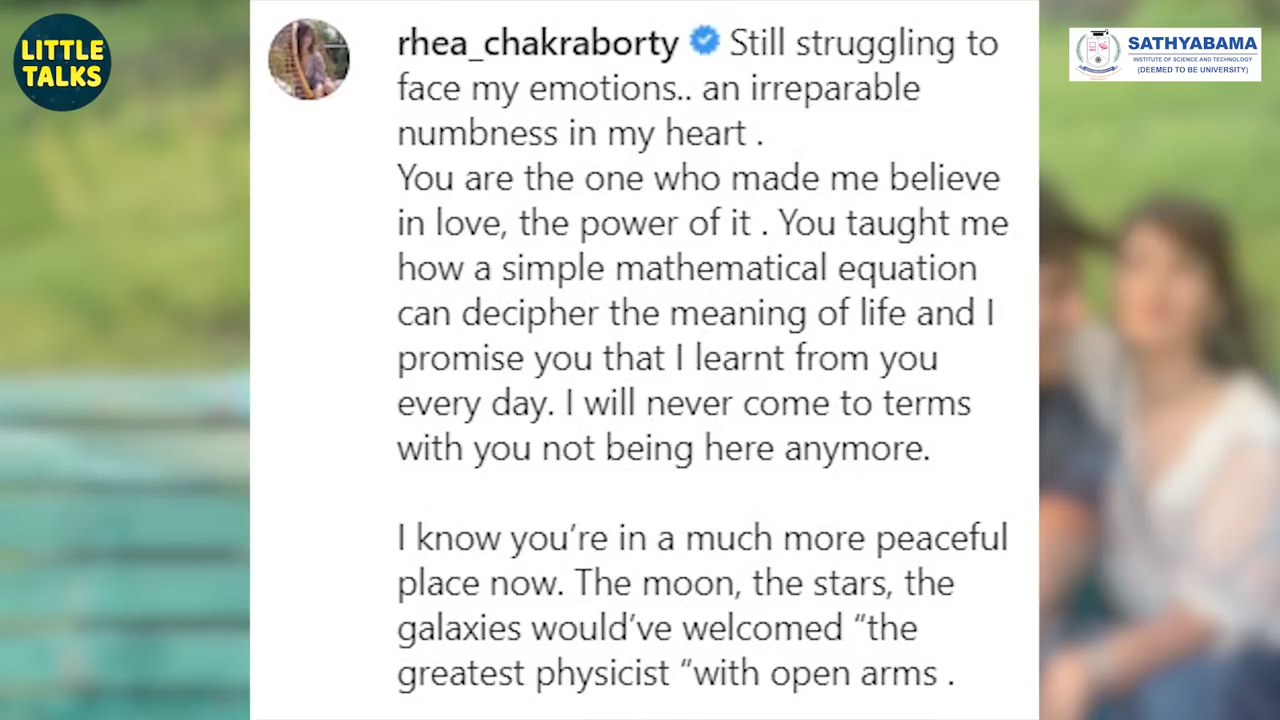 LITTLE
TALKS
rhea_chakraborty Still struggling to
face my emotions.. an irreparable
numbness in my heart .
You are the one who made me believe
in love, the power of it . You taught me
how a simple mathematical equation
can decipher the meaning of life and I
promise you that I learnt from you
every day. I will never come to terms
with you not being here anymore.
I know you’re in a much more peaceful
place now. The moon, the stars, the
galaxies would’ve welcomed “the
greatest physicist “with open arms .
SATHYABAMA
INSTITUTE OF SCIENCE AND TECHNOLOGY
(DEEMED TO BE UNIVERSITY)